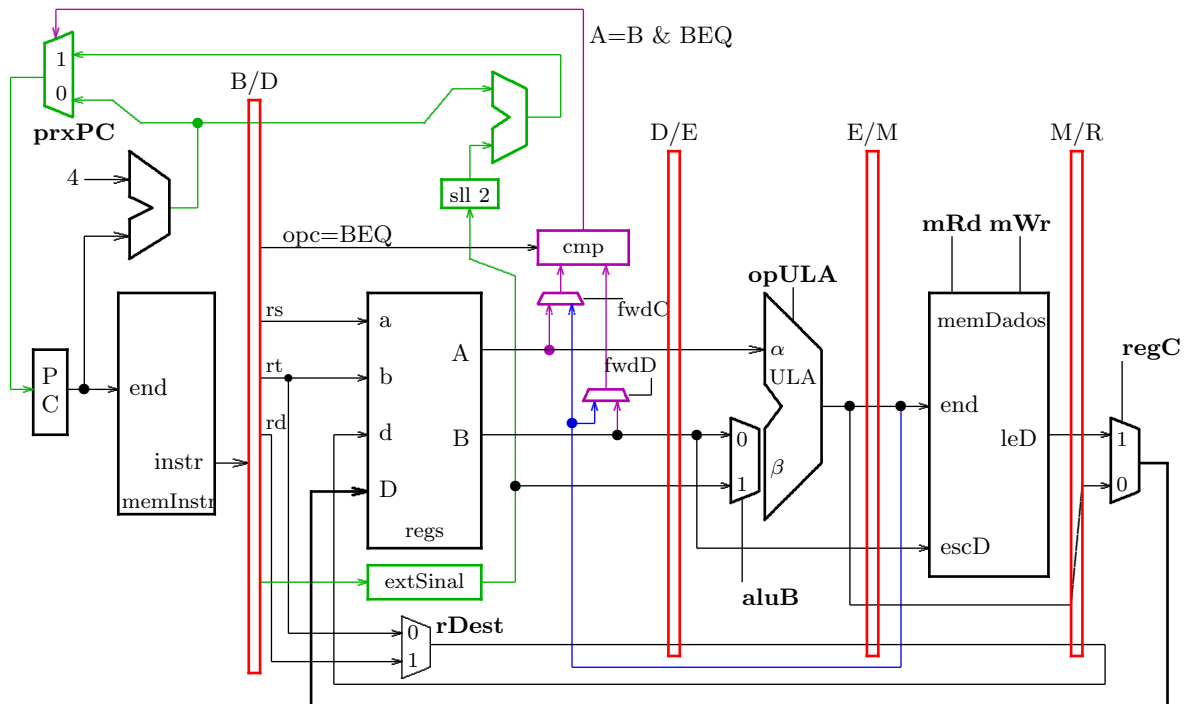 A=B & BEQ
1
0
prxPC
B/D
D/E
E/M
M/R
4
sll 2
opc=BEQ
cmp
mRd mWr
opULA
rs
a
fwdC
memDados
A
α
regC
P
C
end
rt
b
fwdD
ULA
end
rd
d
B
0
leD
1
instr
β
1
0
D
memInstr
regs
escD
extSinal
aluB
0
rDest
1